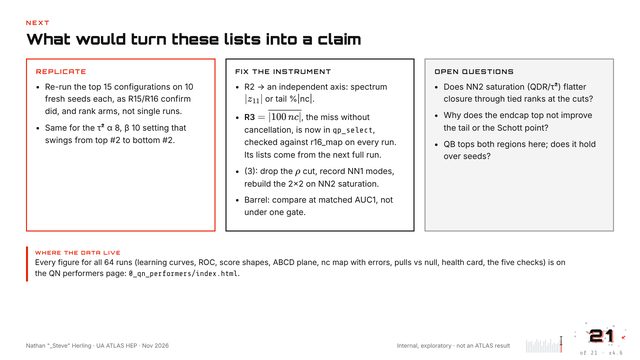 NEXT
What would turn these lists into a claim
REPLICATE
• Re-run the top 15 configurations on 10
fresh seeds each, as R15/R16 confirm
did, and rank arms, not single runs.
• Same for the τ² α 8, β 10 setting that
swings from top #2 to bottom #2.
FIX THE INSTRUMENT
• R2 → an independent axis: spectrum
|z₁₁| or tail %|nc|.
• R3 = |100 nc|, the miss without
cancellation, is now in qp_select,
checked against r16_map on every run.
Its lists come from the next full run.
• (3): drop the ρ cut, record NN1 modes,
rebuild the 2×2 on NN2 saturation.
• Barrel: compare at matched AUC1, not
under one gate.
OPEN QUESTIONS
• Does NN2 saturation (QDR/τ²) flatter
closure through tied ranks at the cuts?
• Why does the endcap top not improve
the tail or the Schott point?
• QB tops both regions here; does it hold
over seeds?
WHERE THE DATA LIVE
Every figure for all 64 runs (learning curves, ROC, score shapes, ABCD plane, nc map with errors, pulls vs null, health card, the five checks) is on
the QN performers page: 0_qn_performers/index.html.
Nathan "_Steve" Herling · UA ATLAS HEP · Nov 2026
Internal, exploratory · not an ATLAS result
21
of 21 · z4.6